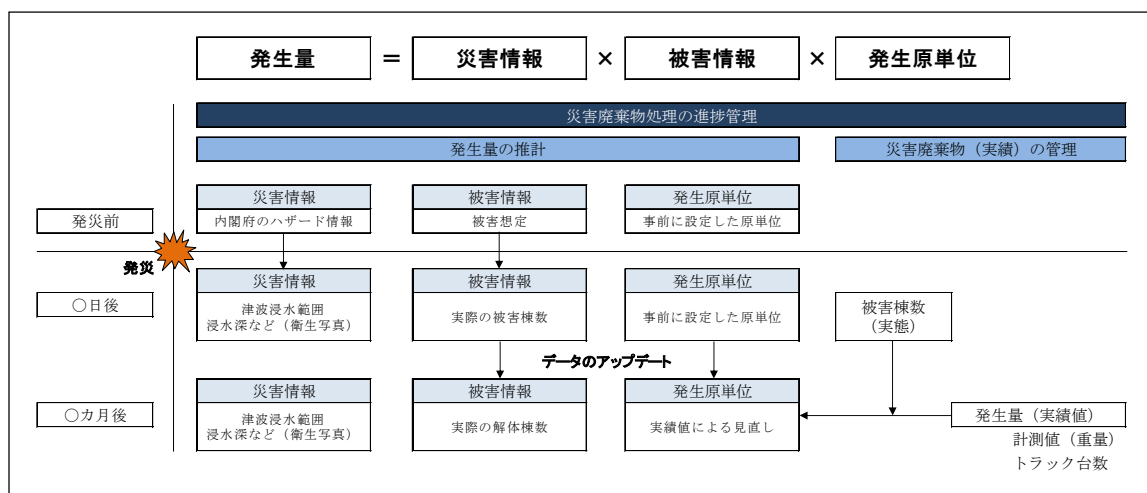 発生量 = 災害情報 × 被害情報 × 発生原単位
災害廃棄物処理の進捗管理
発生量の推計
災害廃棄物（実績）の管理
発災前
災害情報
内閣府のハザード情報
被害情報
被害想定
発生原単位
事前に設定した原単位
発災
〇日後
災害情報
津波浸水範囲
浸水深など（衛生写真）
被害情報
実際の被害棟数
発生原単位
事前に設定した原単位
被害棟数
（実態）
データのアップデート
〇カ月後
災害情報
津波浸水範囲
浸水深など（衛生写真）
被害情報
実際の解体棟数
発生原単位
実績値による見直し
発生量（実績値）
計測値（重量）
トラック台数